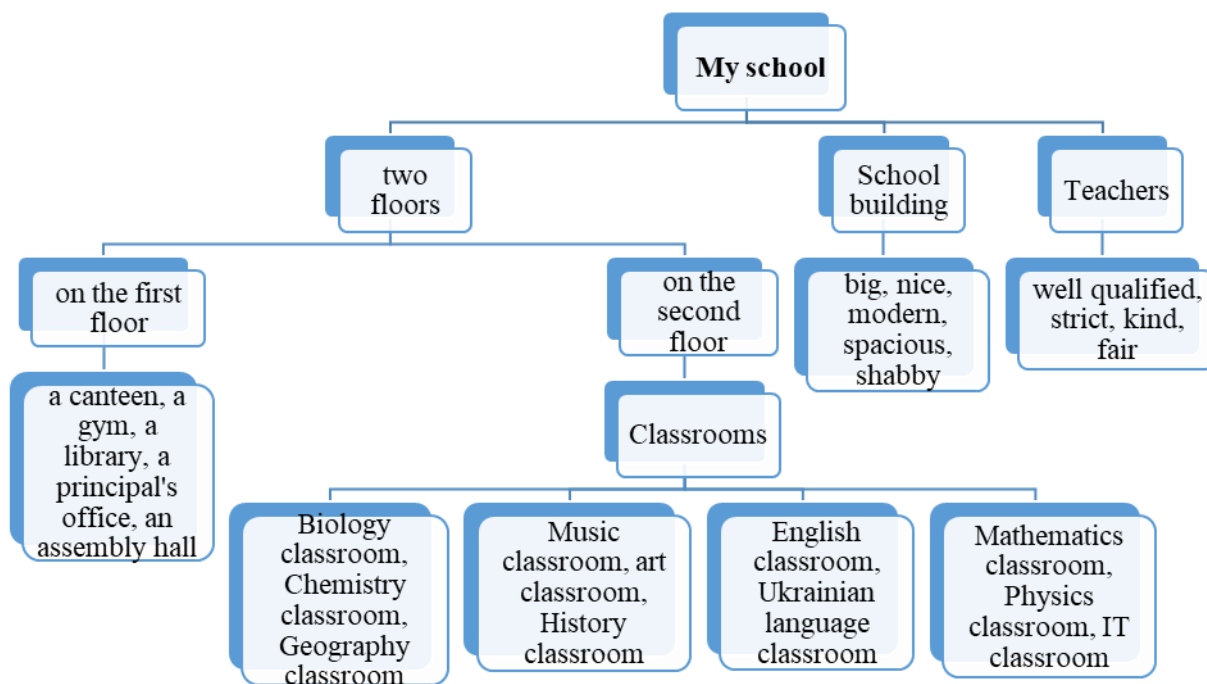 My school
two
floors
School
building
Teachers
on the first
floor
on the
second
floor
big, nice,
modern,
spacious,
shabby
well qualified,
strict, kind,
fair
a canteen, a
gym, a
library, a
principal's
office, an
assembly hall
Classrooms
Biology
classroom,
Chemistry
classroom,
Geography
classroom
Music
classroom, art
classroom,
History
classroom
English
classroom,
Ukrainian
language
classroom
Mathematics
classroom,
Physics
classroom, IT
classroom